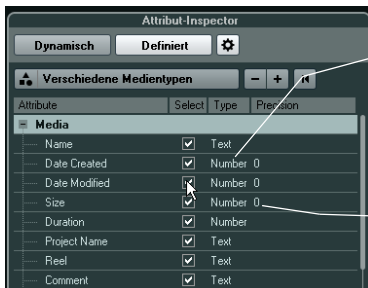 Attribut-Inspector
Dynamisch Definiert
Verschiedene Medientypen - +
Attribute Select Type Precision
Media
Name Text
Date Created Number 0
Date Modified Number 0
Size Number 0
Duration Number
Project Name Text
Reel Text
Comment Text